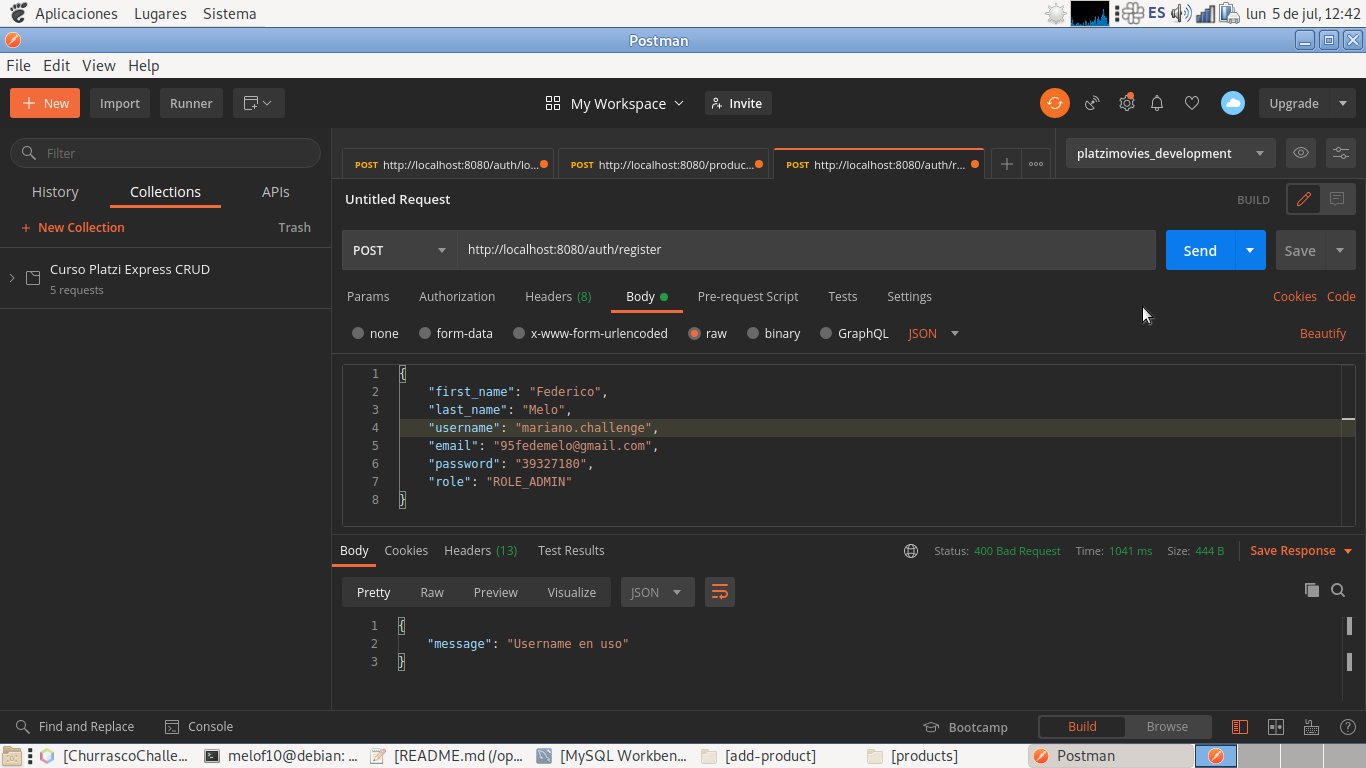 Aplicaciones Lugares Sistema ES lun 5 de jul, 12:42
Postman
File Edit View Help
New Import Runner My Workspace Invite Upgrade
Filter
POST http://localhost:8080/auth/lo... POST http://localhost:8080/produc... POST http://localhost:8080/auth/r... platzimovies_development
History Collections APIs
New Collection Trash
Curso Platzi Express CRUD
5 requests
Untitled Request BUILD
POST http://localhost:8080/auth/register Send Save
Params Authorization Headers (8) Body Pre-request Script Tests Settings Cookies Code
none form-data x-www-form-urlencoded raw binary GraphQL JSON Beautify
1 {
2 "first_name": "Federico",
3 "last_name": "Melo",
4 "username": "mariano.challenge",
5 "email": "95fedemelo@gmail.com",
6 "password": "39327180",
7 "role": "ROLE_ADMIN"
8 }
Body Cookies Headers (13) Test Results Status: 400 Bad Request Time: 1041 ms Size: 444 B Save Response
Pretty Raw Preview Visualize JSON
1 {
2 "message": "Username en uso"
3 }
Find and Replace Console Bootcamp Build Browse
[ChurrascoChalle... melof10@debian: ... [README.md (/op... [MySQL Workben... [add-product] [products] Postman